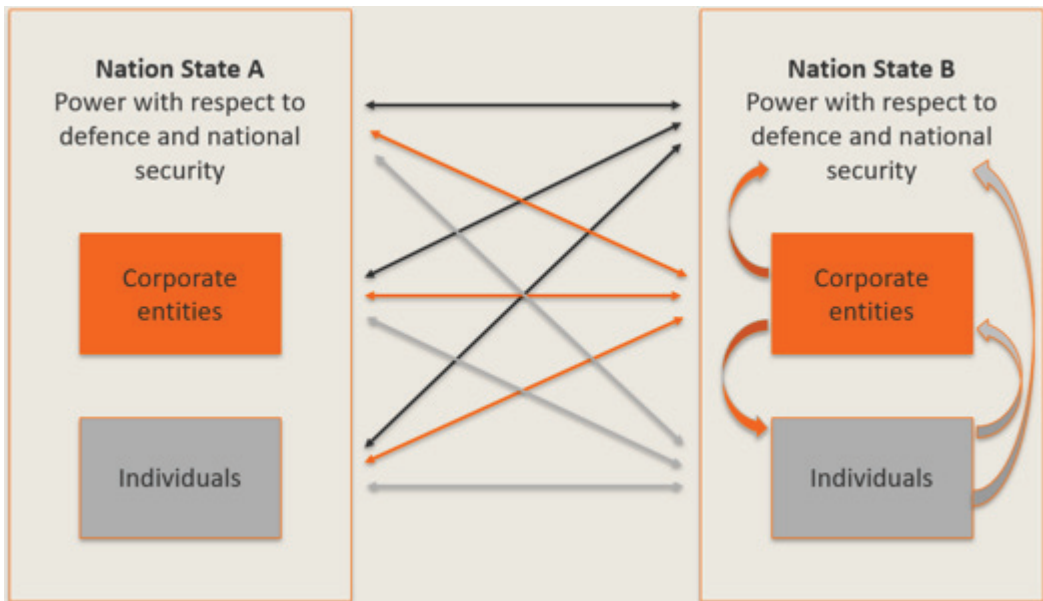 Nation State A
Power with respect to
defence and national
security
Corporate
entities
Individuals
Nation State B
Power with respect to
defence and national
security
Corporate
entities
Individuals